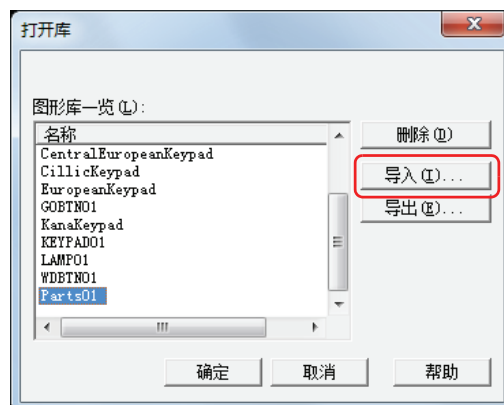 打开库
图形库一览(L):
名称
CentralEuropeanKeypad
CillicKeypad
EuropeanKeypad
GOBTN01
KanaKeypad
KEYPAD01
LAMP01
WDBTN01
Parts01
删除(D)
导入(I)...
导出(E)...
确定
取消
帮助